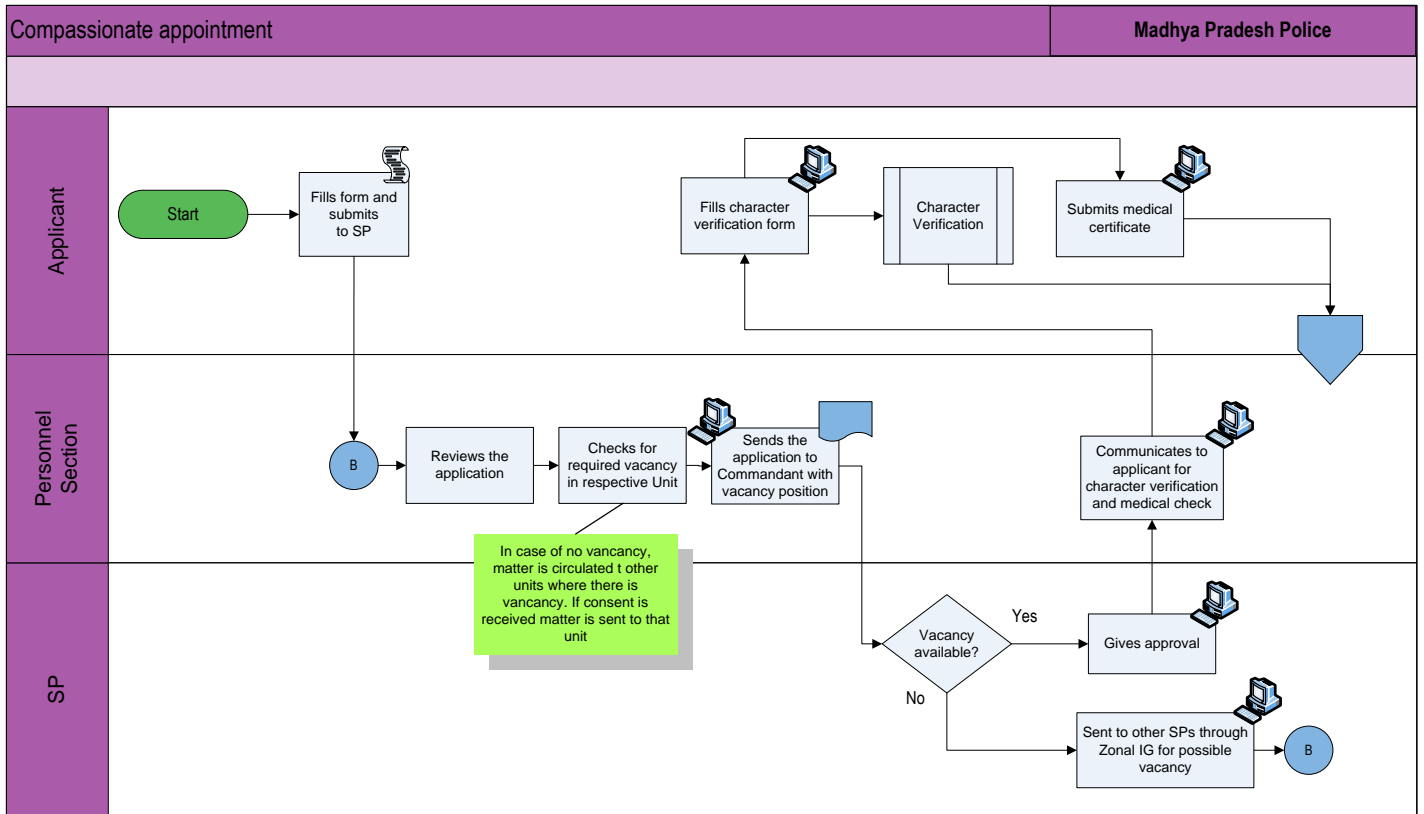 Compassionate appointment
Madhya Pradesh Police
Applicant
Start
Fills form and
submits
to SP
Fills character
verification form
Character
Verification
Submits medical
certificate
Personnel
Section
B
Reviews the
application
Checks for
required vacancy
in respective Unit
Sends the
application to
Commandant with
vacancy position
Communicates to
applicant for
character verification
and medical check
In case of no vancancy,
matter is circulated t other
units where there is
vancancy. If consent is
received matter is sent to that
unit
SP
Vacancy
available?
Yes
Gives approval
No
Sent to other SPs through
Zonal IG for possible
vacancy
B